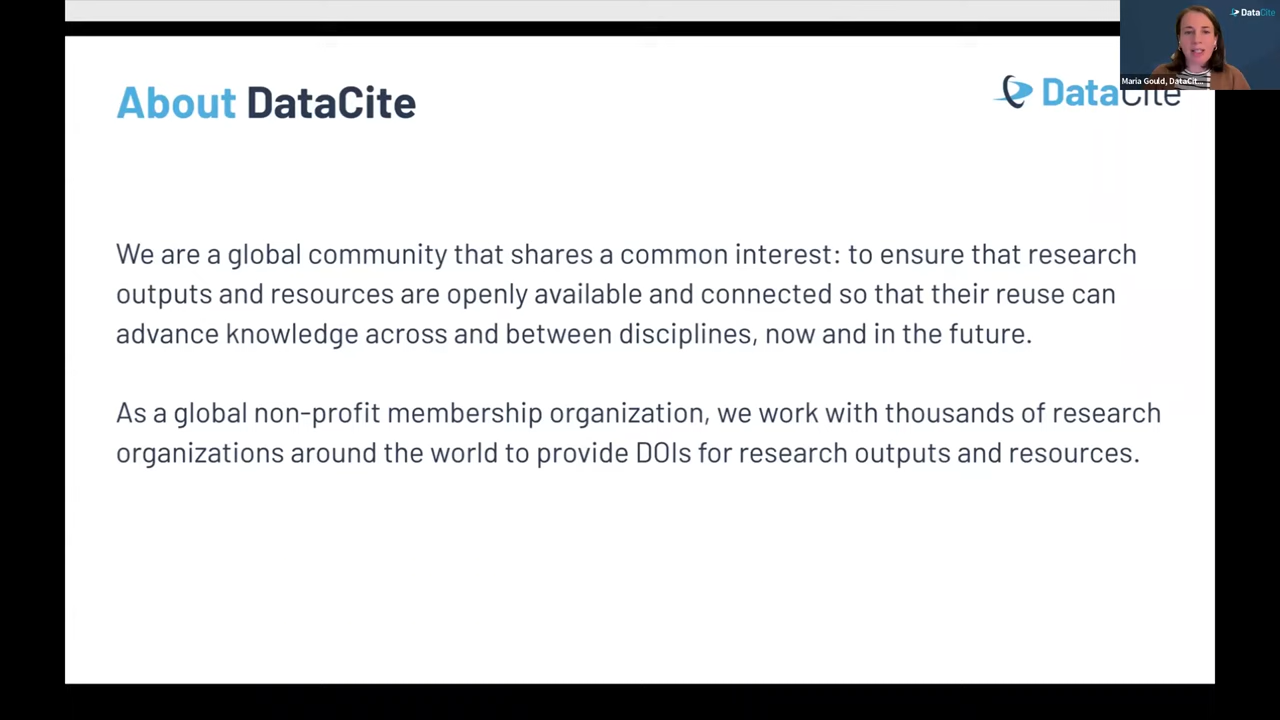 DataCite
Maria Gould, DataCit...
About DataCite
DataCite
We are a global community that shares a common interest: to ensure that research
outputs and resources are openly available and connected so that their reuse can
advance knowledge across and between disciplines, now and in the future.
As a global non-profit membership organization, we work with thousands of research
organizations around the world to provide DOIs for research outputs and resources.